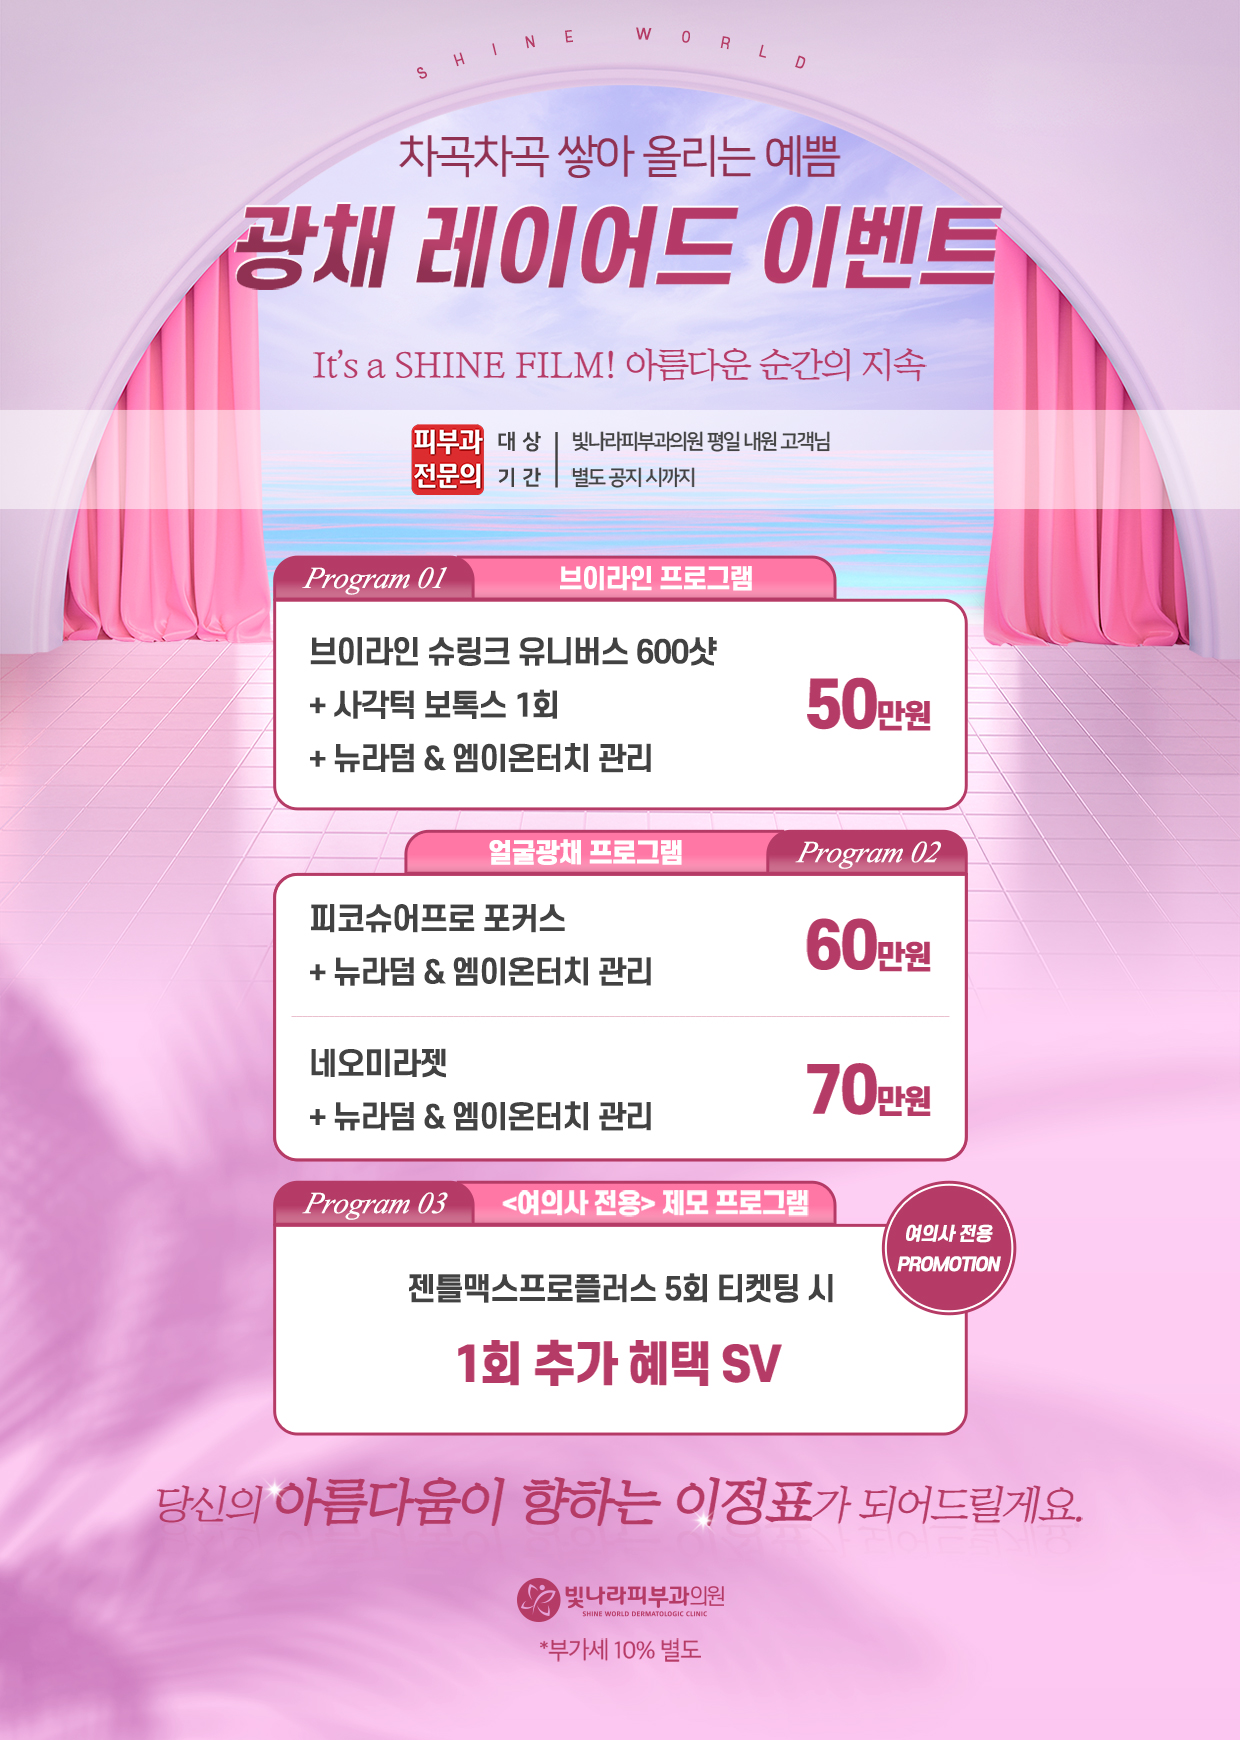 SHINE WORLD
차곡차곡 쌓아 올리는 예쁨
광채 레이어드 이벤트
It's a SHINE FILM! 아름다운 순간의 지속
피부과
전문의
대 상 | 빛나라피부과의원 평일 내원 고객님
기 간 | 별도 공지 시까지
Program 01 브이라인 프로그램
브이라인 슈링크 유니버스 600샷
+ 사각턱 보톡스 1회
+ 뉴라덤 & 엠이온터치 관리
50만원
얼굴광채 프로그램 Program 02
피코슈어프로 포커스
+ 뉴라덤 & 엠이온터치 관리
60만원
네오미라젯
+ 뉴라덤 & 엠이온터치 관리
70만원
Program 03 <여의사 전용> 제모 프로그램
여의사 전용
PROMOTION
젠틀맥스프로플러스 5회 티켓팅 시
1회 추가 혜택 SV
당신의 아름다움이 향하는 이정표가 되어드릴게요.
빛나라피부과의원
SHINE WORLD DERMATOLOGIC CLINIC
*부가세 10% 별도